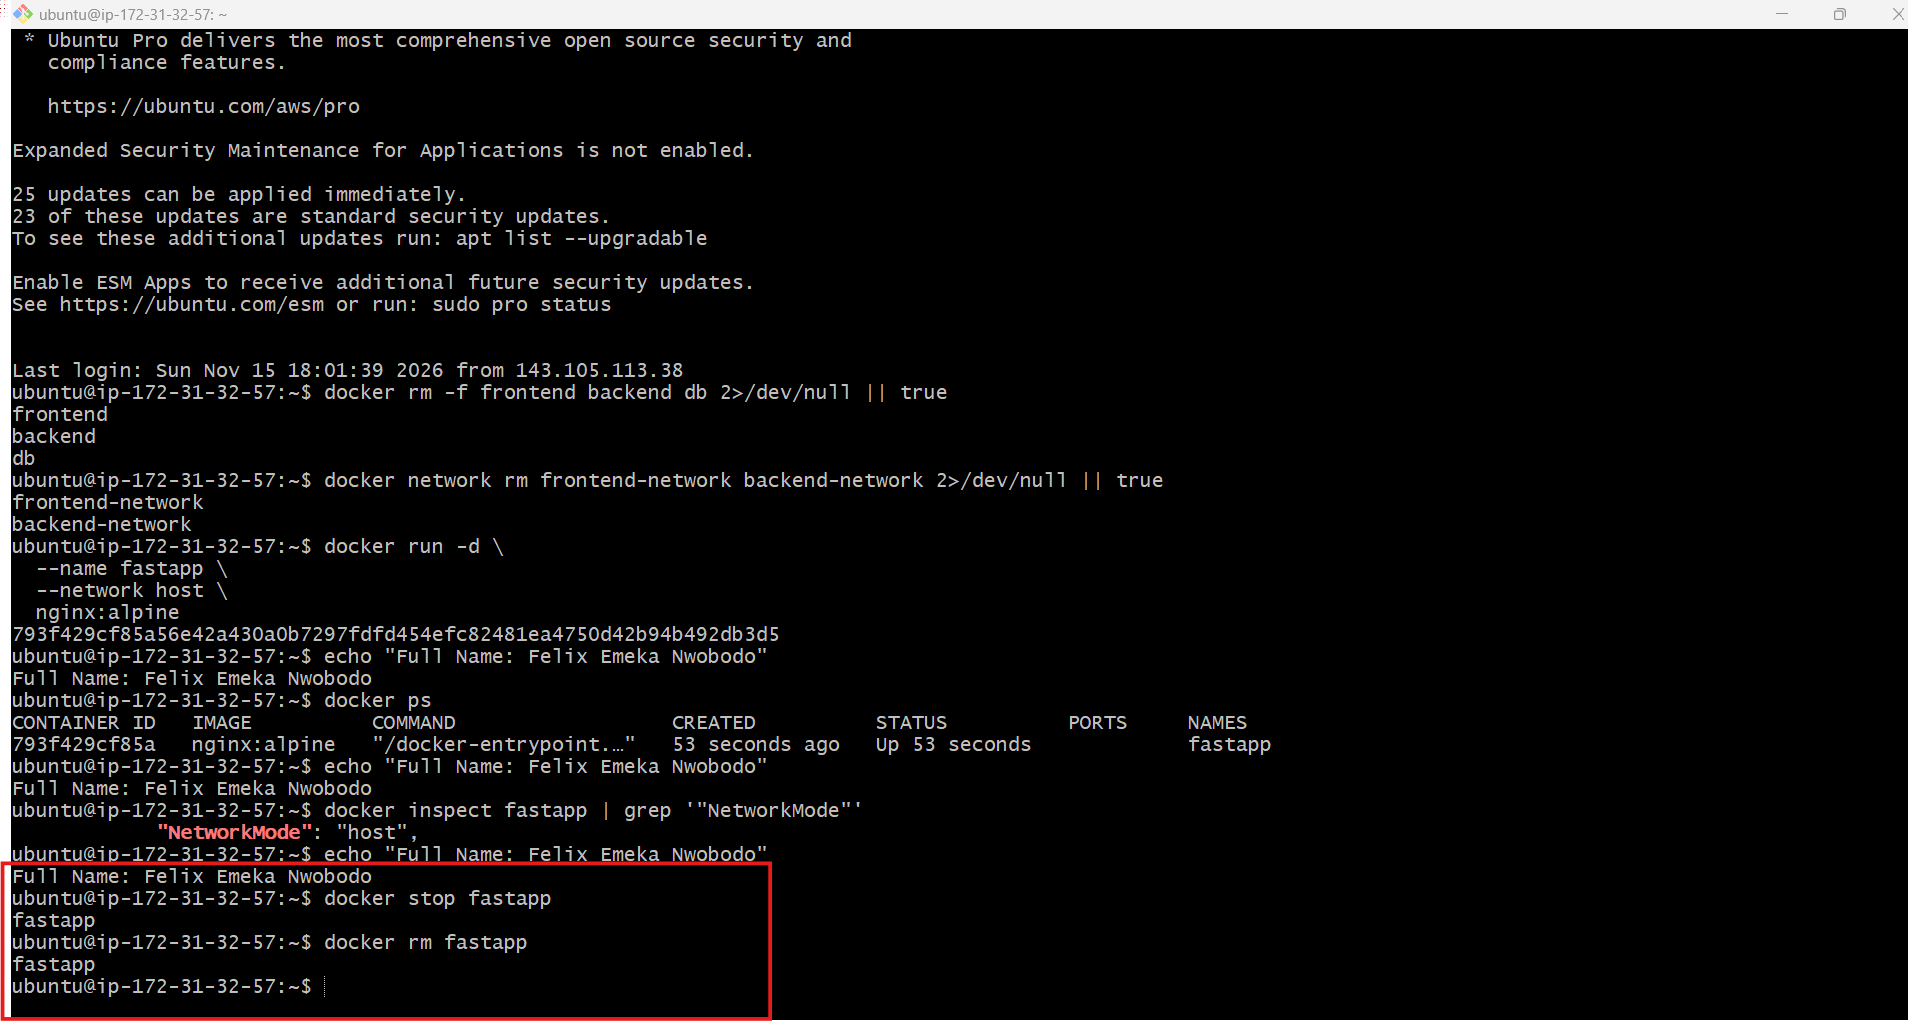 ubuntu@ip-172-31-32-57: ~
* Ubuntu Pro delivers the most comprehensive open source security and
compliance features.
https://ubuntu.com/aws/pro
Expanded Security Maintenance for Applications is not enabled.
25 updates can be applied immediately.
23 of these updates are standard security updates.
To see these additional updates run: apt list --upgradable
Enable ESM Apps to receive additional future security updates.
See https://ubuntu.com/esm or run: sudo pro status
Last login: Sun Nov 15 18:01:39 2026 from 143.105.113.38
ubuntu@ip-172-31-32-57:~$ docker rm -f frontend backend db 2>/dev/null || true
frontend
backend
db
ubuntu@ip-172-31-32-57:~$ docker network rm frontend-network backend-network 2>/dev/null || true
frontend-network
backend-network
ubuntu@ip-172-31-32-57:~$ docker run -d \
--name fastapp \
--network host \
nginx:alpine
793f429cf85a56e42a430a0b7297fdfd454efc82481ea4750d42b94b492db3d5
ubuntu@ip-172-31-32-57:~$ echo "Full Name: Felix Emeka Nwobodo"
Full Name: Felix Emeka Nwobodo
ubuntu@ip-172-31-32-57:~$ docker ps
CONTAINER ID   IMAGE          COMMAND                  CREATED          STATUS          PORTS     NAMES
793f429cf85a   nginx:alpine   "/docker-entrypoint.…"   53 seconds ago   Up 53 seconds             fastapp
ubuntu@ip-172-31-32-57:~$ echo "Full Name: Felix Emeka Nwobodo"
Full Name: Felix Emeka Nwobodo
ubuntu@ip-172-31-32-57:~$ docker inspect fastapp | grep '"NetworkMode"'
"NetworkMode": "host",
ubuntu@ip-172-31-32-57:~$ echo "Full Name: Felix Emeka Nwobodo"
Full Name: Felix Emeka Nwobodo
ubuntu@ip-172-31-32-57:~$ docker stop fastapp
fastapp
ubuntu@ip-172-31-32-57:~$ docker rm fastapp
fastapp
ubuntu@ip-172-31-32-57:~$